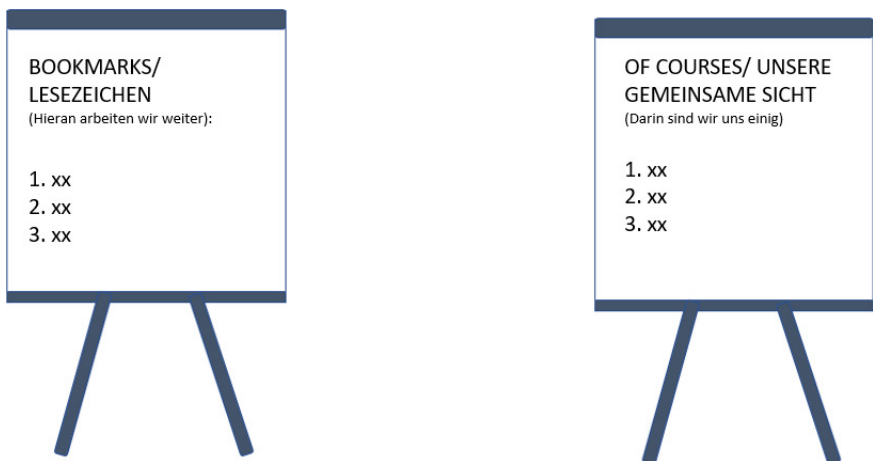 BOOKMARKS/
LESEZEICHEN
(Hieran arbeiten wir weiter):
1. xx
2. xx
3. xx
OF COURSES/ UNSERE
GEMEINSAME SICHT
(Darin sind wir uns einig)
1. xx
2. xx
3. xx